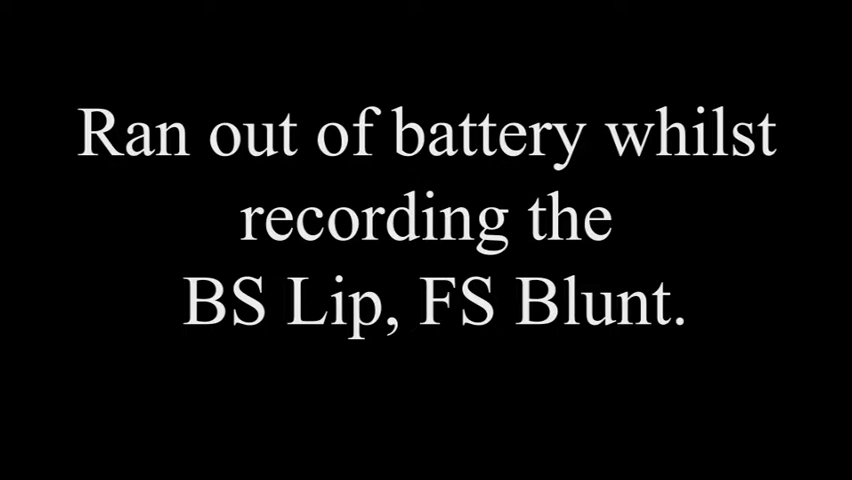 Ran out of battery whilst
recording the
BS Lip, FS Blunt.